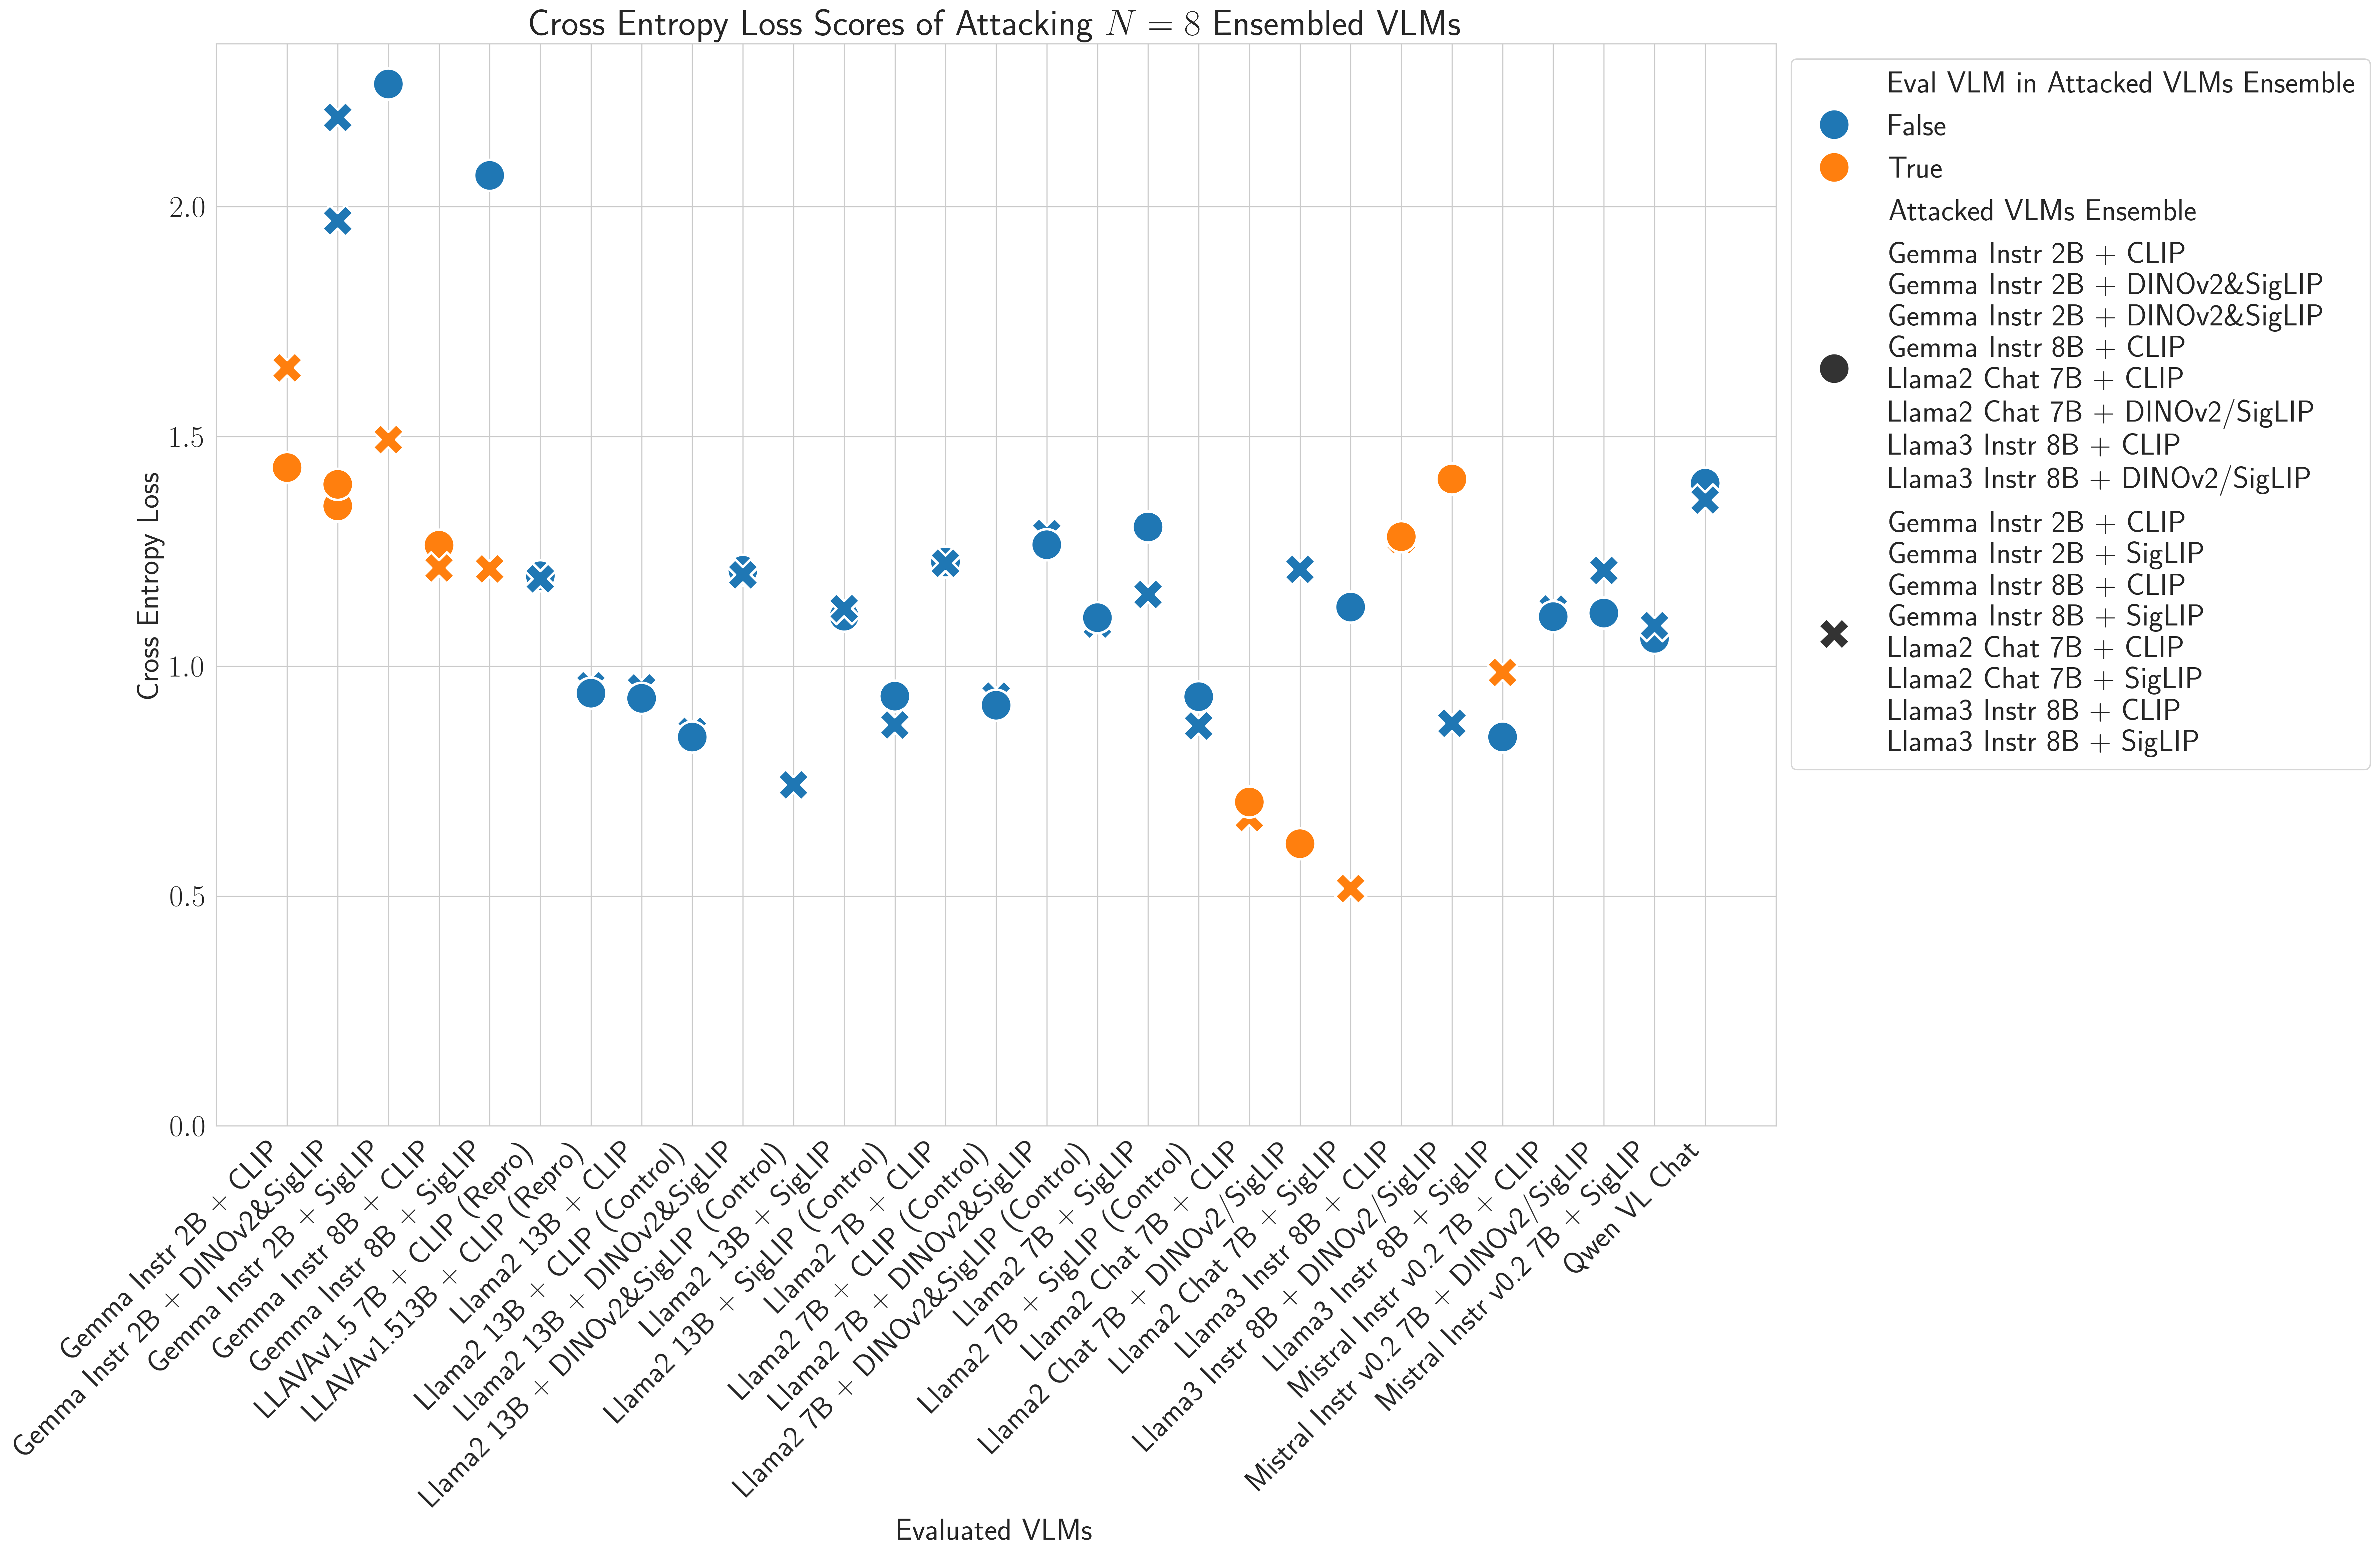 Cross Entropy Loss Scores of Attacking N = 8 Ensembled VLMs
Cross Entropy Loss
2.0
1.5
1.0
0.5
0.0
Gemma Instr 2B + CLIP
Gemma Instr 2B + DINOv2&SigLIP
Gemma Instr 2B + SigLIP
Gemma Instr 8B + CLIP
Gemma Instr 8B + SigLIP
LLAVAv1.5 7B + CLIP (Repro)
LLAVAv1.513B + CLIP (Repro)
Llama2 13B + CLIP
Llama2 13B + CLIP (Control)
Llama2 13B + DINOv2&SigLIP
Llama2 13B + DINOv2&SigLIP (Control)
Llama2 13B + SigLIP
Llama2 13B + SigLIP (Control)
Llama2 7B + CLIP
Llama2 7B + CLIP (Control)
Llama2 7B + DINOv2&SigLIP
Llama2 7B + DINOv2&SigLIP (Control)
Llama2 7B + SigLIP
Llama2 7B + SigLIP (Control)
Llama2 Chat 7B + CLIP
Llama2 Chat 7B + DINOv2/SigLIP
Llama2 Chat 7B + SigLIP
Llama3 Instr 8B + CLIP
Llama3 Instr 8B + DINOv2/SigLIP
Llama3 Instr 8B + SigLIP
Mistral Instr v0.2 7B + CLIP
Mistral Instr v0.2 7B + DINOv2/SigLIP
Mistral Instr v0.2 7B + SigLIP
Qwen VL Chat
Evaluated VLMs
Eval VLM in Attacked VLMs Ensemble
False
True
Attacked VLMs Ensemble
Gemma Instr 2B + CLIP
Gemma Instr 2B + DINOv2&SigLIP
Gemma Instr 2B + DINOv2&SigLIP
Gemma Instr 8B + CLIP
Llama2 Chat 7B + CLIP
Llama2 Chat 7B + DINOv2/SigLIP
Llama3 Instr 8B + CLIP
Llama3 Instr 8B + DINOv2/SigLIP
Gemma Instr 2B + CLIP
Gemma Instr 2B + SigLIP
Gemma Instr 8B + CLIP
Gemma Instr 8B + SigLIP
Llama2 Chat 7B + CLIP
Llama2 Chat 7B + SigLIP
Llama3 Instr 8B + CLIP
Llama3 Instr 8B + SigLIP